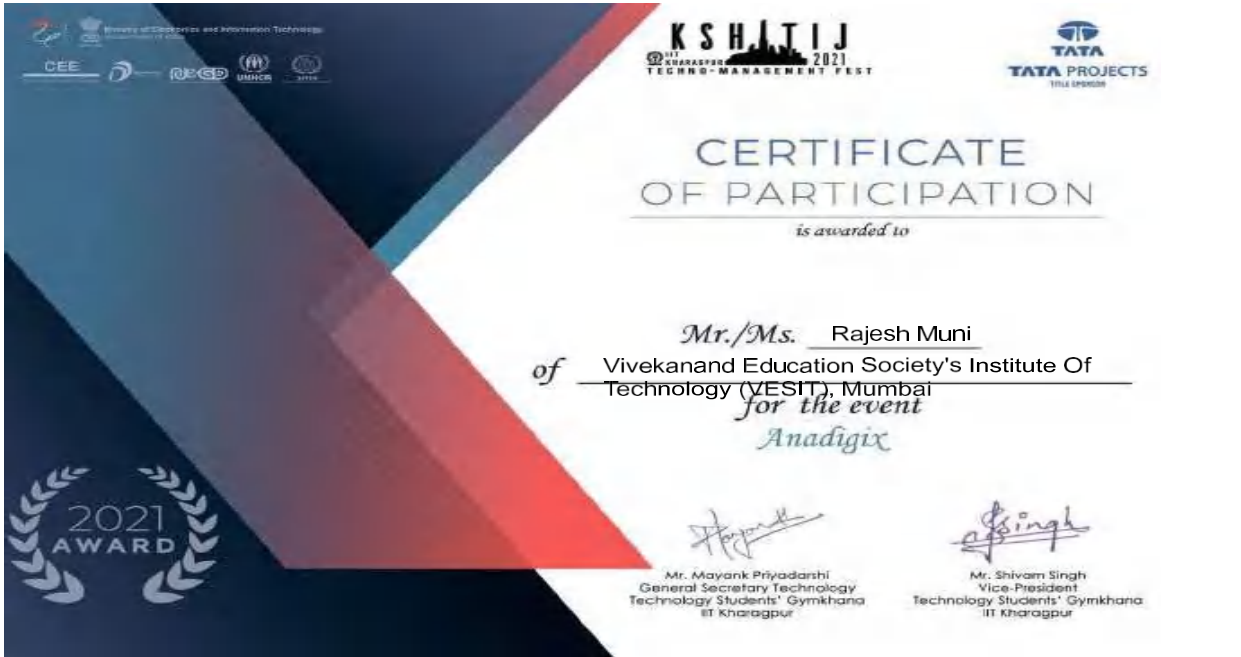 Ministry of Electronics and Information Technology
CEE
NeGD
UNHCR
KSHITIJ
IIT
KHARAGPUR
2021
TECHNO-MANAGEMENT FEST
TATA
TATA PROJECTS
TITLE SPONSOR
CERTIFICATE
OF PARTICIPATION
is awarded to
Mr./Ms. Rajesh Muni
of Vivekanand Education Society's Institute Of
Technology (VESIT), Mumbai
for the event
Anadigix
2021
AWARD
Mr. Mayank Priyadarshi
General Secretary Technology
Technology Students' Gymkhana
IIT Kharagpur
Singh
Mr. Shivam Singh
Vice-President
Technology Students' Gymkhana
IIT Kharagpur